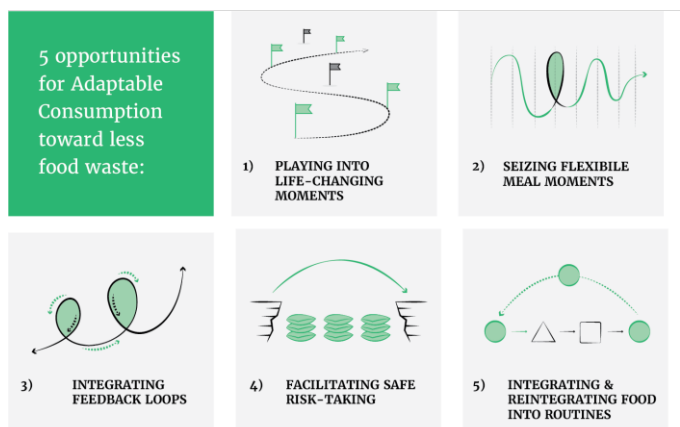 5 opportunities
for Adaptable
Consumption
toward less
food waste:
1) PLAYING INTO
LIFE-CHANGING
MOMENTS
2) SEIZING FLEXIBILE
MEAL MOMENTS
3) INTEGRATING
FEEDBACK LOOPS
4) FACILITATING SAFE
RISK-TAKING
5) INTEGRATING &
REINTEGRATING FOOD
INTO ROUTINES